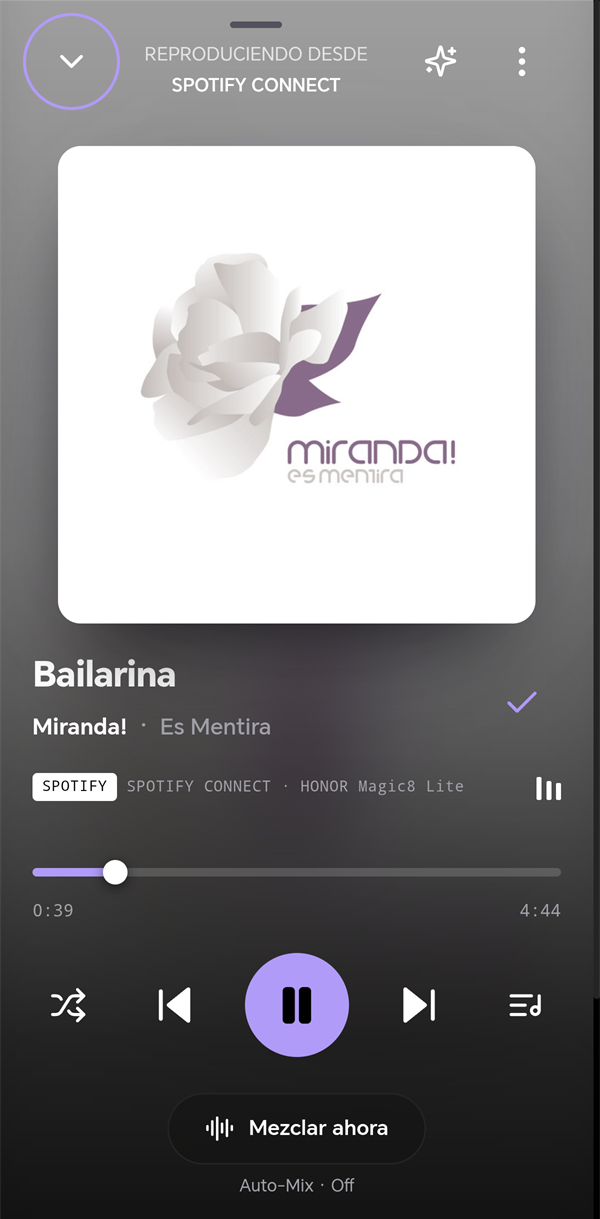 REPRODUCIENDO DESDE
SPOTIFY CONNECT
miranda!
es mentira
Bailarina
Miranda! · Es Mentira
SPOTIFY SPOTIFY CONNECT · HONOR Magic8 Lite
0:39 4:44
Mezclar ahora
Auto-Mix · Off